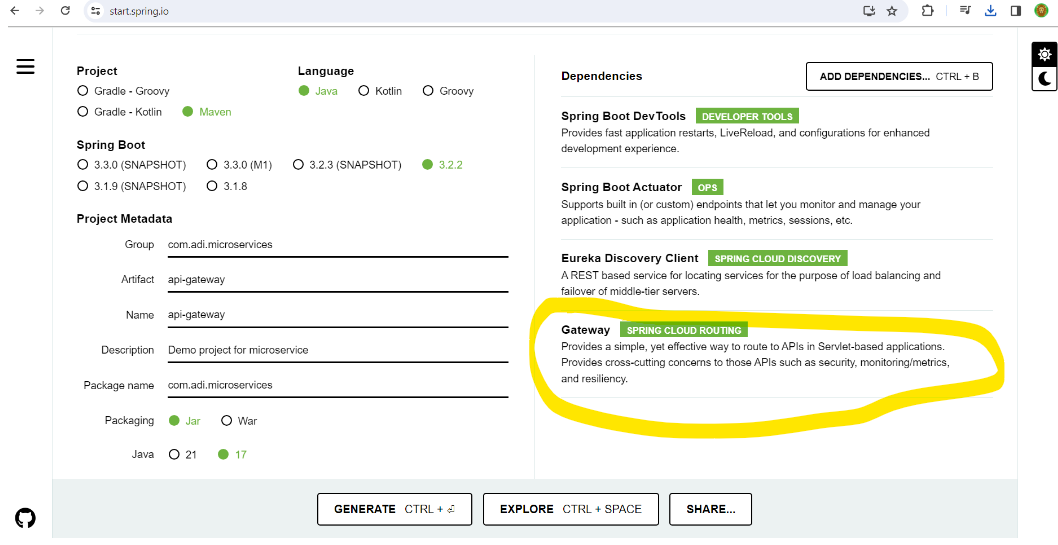 start.spring.io
Project
Gradle - Groovy
Gradle - Kotlin Maven
Language
Java Kotlin Groovy
Spring Boot
3.3.0 (SNAPSHOT) 3.3.0 (M1) 3.2.3 (SNAPSHOT) 3.2.2
3.1.9 (SNAPSHOT) 3.1.8
Project Metadata
Group com.adi.microservices
Artifact api-gateway
Name api-gateway
Description Demo project for microservice
Package name com.adi.microservices
Packaging Jar War
Java 21 17
Dependencies ADD DEPENDENCIES... CTRL + B
Spring Boot DevTools DEVELOPER TOOLS
Provides fast application restarts, LiveReload, and configurations for enhanced
development experience.
Spring Boot Actuator OPS
Supports built in (or custom) endpoints that let you monitor and manage your
application - such as application health, metrics, sessions, etc.
Eureka Discovery Client SPRING CLOUD DISCOVERY
A REST based service for locating services for the purpose of load balancing and
failover of middle-tier servers.
Gateway SPRING CLOUD ROUTING
Provides a simple, yet effective way to route to APIs in Servlet-based applications.
Provides cross-cutting concerns to those APIs such as security, monitoring/metrics,
and resiliency.
GENERATE CTRL + ⏎ EXPLORE CTRL + SPACE SHARE...